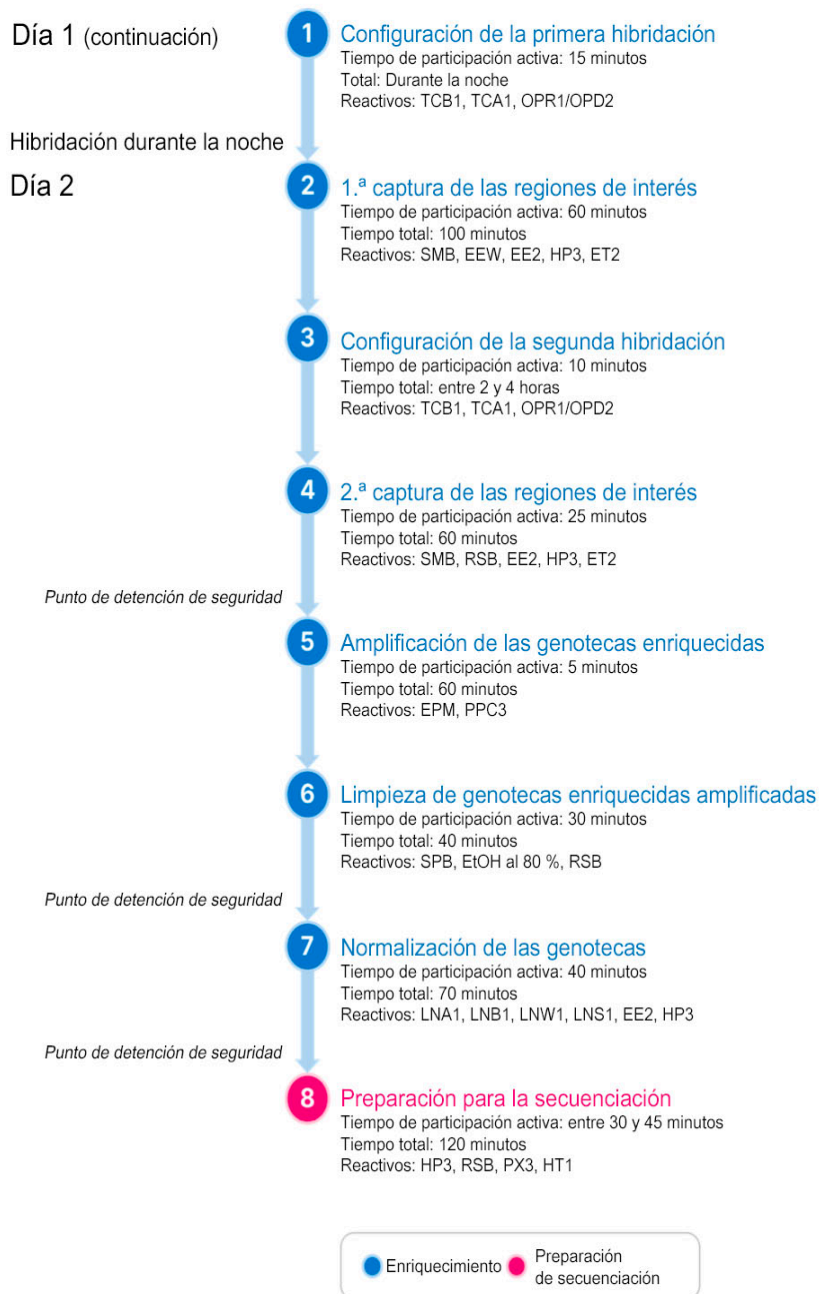 Día 1 (continuación)
1 Configuración de la primera hibridación
Tiempo de participación activa: 15 minutos
Total: Durante la noche
Reactivos: TCB1, TCA1, OPR1/OPD2
Hibridación durante la noche
Día 2
2 1.ª captura de las regiones de interés
Tiempo de participación activa: 60 minutos
Tiempo total: 100 minutos
Reactivos: SMB, EEW, EE2, HP3, ET2
3 Configuración de la segunda hibridación
Tiempo de participación activa: 10 minutos
Tiempo total: entre 2 y 4 horas
Reactivos: TCB1, TCA1, OPR1/OPD2
4 2.ª captura de las regiones de interés
Tiempo de participación activa: 25 minutos
Tiempo total: 60 minutos
Reactivos: SMB, RSB, EE2, HP3, ET2
Punto de detención de seguridad
5 Amplificación de las genotecas enriquecidas
Tiempo de participación activa: 5 minutos
Tiempo total: 60 minutos
Reactivos: EPM, PPC3
6 Limpieza de genotecas enriquecidas amplificadas
Tiempo de participación activa: 30 minutos
Tiempo total: 40 minutos
Reactivos: SPB, EtOH al 80 %, RSB
Punto de detención de seguridad
7 Normalización de las genotecas
Tiempo de participación activa: 40 minutos
Tiempo total: 70 minutos
Reactivos: LNA1, LNB1, LNW1, LNS1, EE2, HP3
Punto de detención de seguridad
8 Preparación para la secuenciación
Tiempo de participación activa: entre 30 y 45 minutos
Tiempo total: 120 minutos
Reactivos: HP3, RSB, PX3, HT1
Enriquecimiento
Preparación
de secuenciación